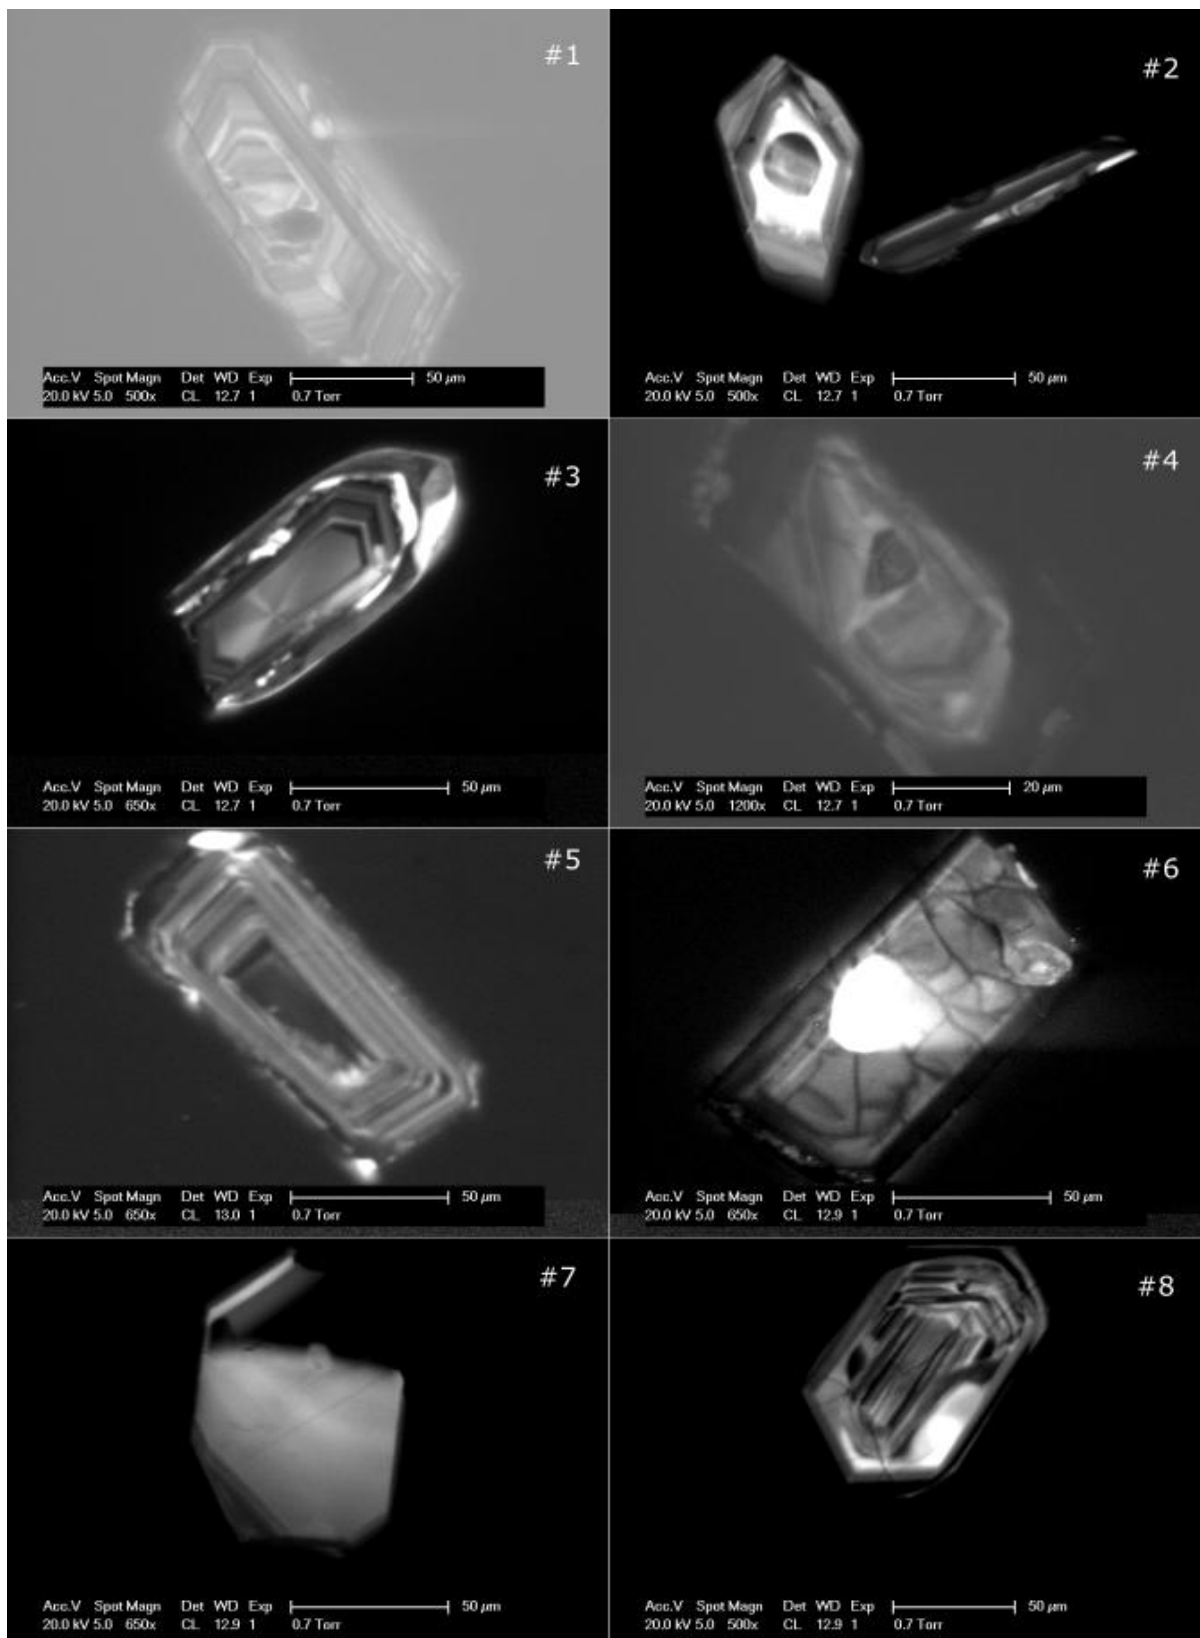 #1
Acc.V Spot Magn Det WD Exp 50 µm
20.0 kV 5.0 500x CL 12.7 1 0.7 Torr
#2
Acc.V Spot Magn Det WD Exp 50 µm
20.0 kV 5.0 500x CL 12.7 1 0.7 Torr
#3
Acc.V Spot Magn Det WD Exp 50 µm
20.0 kV 5.0 650x CL 12.7 1 0.7 Torr
#4
Acc.V Spot Magn Det WD Exp 20 µm
20.0 kV 5.0 1200x CL 12.7 1 0.7 Torr
#5
Acc.V Spot Magn Det WD Exp 50 µm
20.0 kV 5.0 650x CL 13.0 1 0.7 Torr
#6
Acc.V Spot Magn Det WD Exp 50 µm
20.0 kV 5.0 650x CL 12.9 1 0.7 Torr
#7
Acc.V Spot Magn Det WD Exp 50 µm
20.0 kV 5.0 650x CL 12.9 1 0.7 Torr
#8
Acc.V Spot Magn Det WD Exp 50 µm
20.0 kV 5.0 500x CL 12.9 1 0.7 Torr